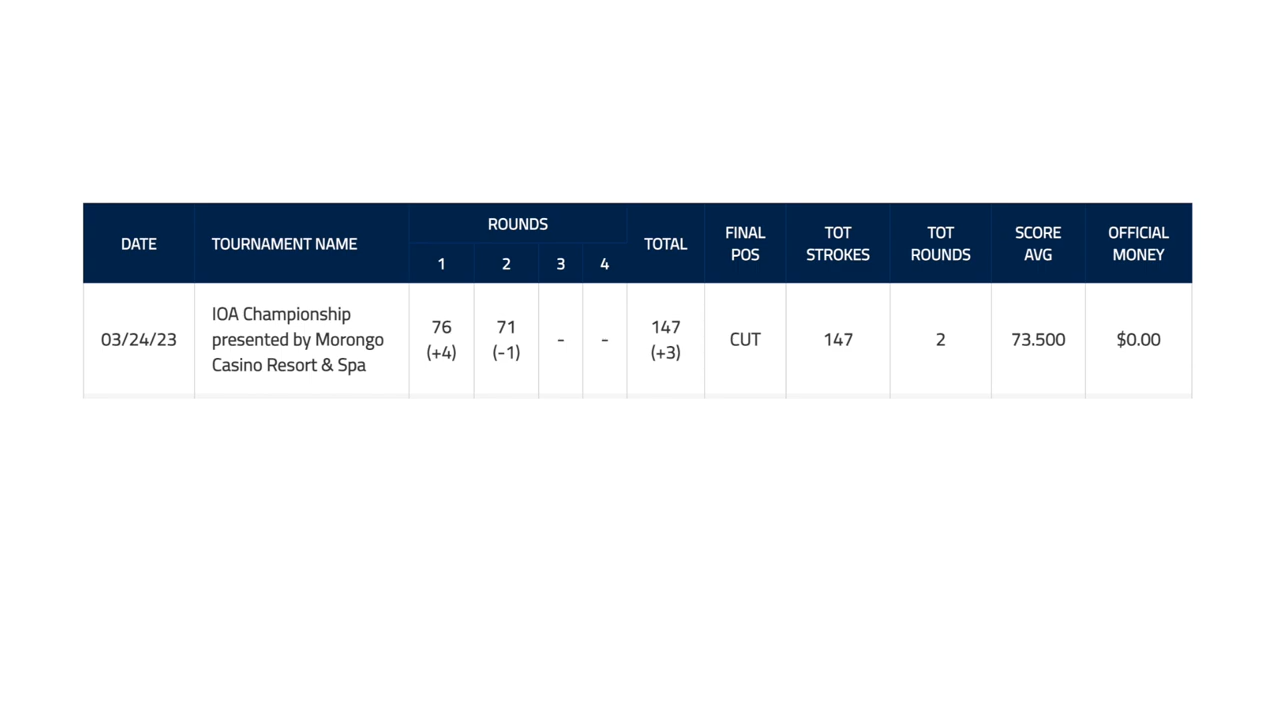 DATE
TOURNAMENT NAME
ROUNDS
1 2 3 4
TOTAL
FINAL
POS
TOT
STROKES
TOT
ROUNDS
SCORE
AVG
OFFICIAL
MONEY
03/24/23
IOA Championship
presented by Morongo
Casino Resort & Spa
76
(+4)
71
(-1)
-
-
147
(+3)
CUT
147
2
73.500
$0.00